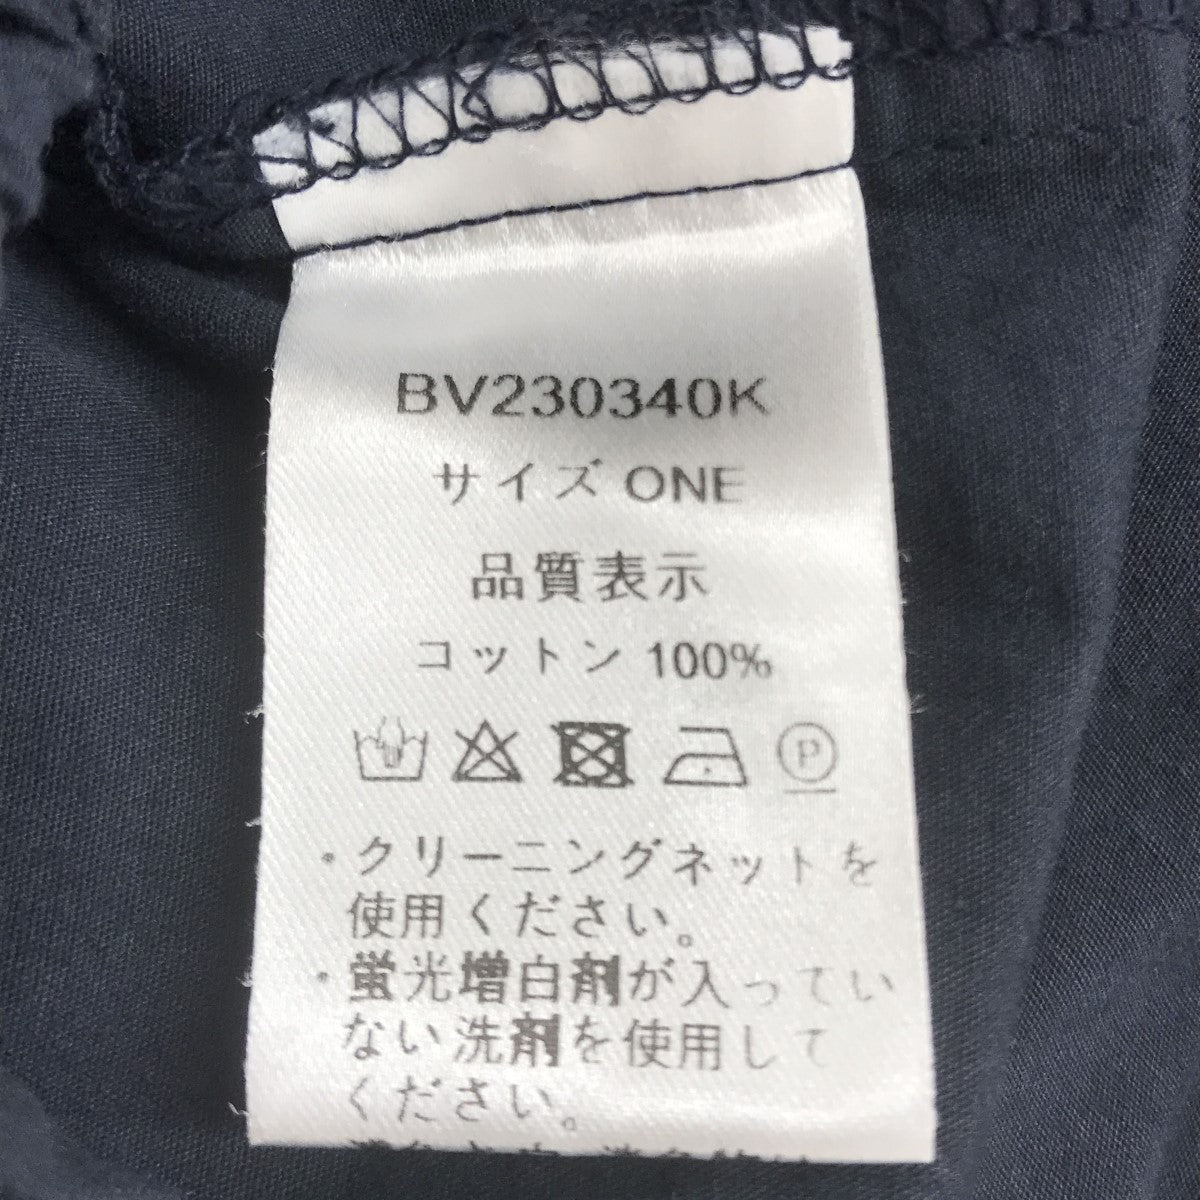 BV230340K
サイズ ONE
品質表示
コットン 100%
P
・クリーニングネットを
使用ください。
・蛍光増白剤が入ってい
ない洗剤を使用して
ください。